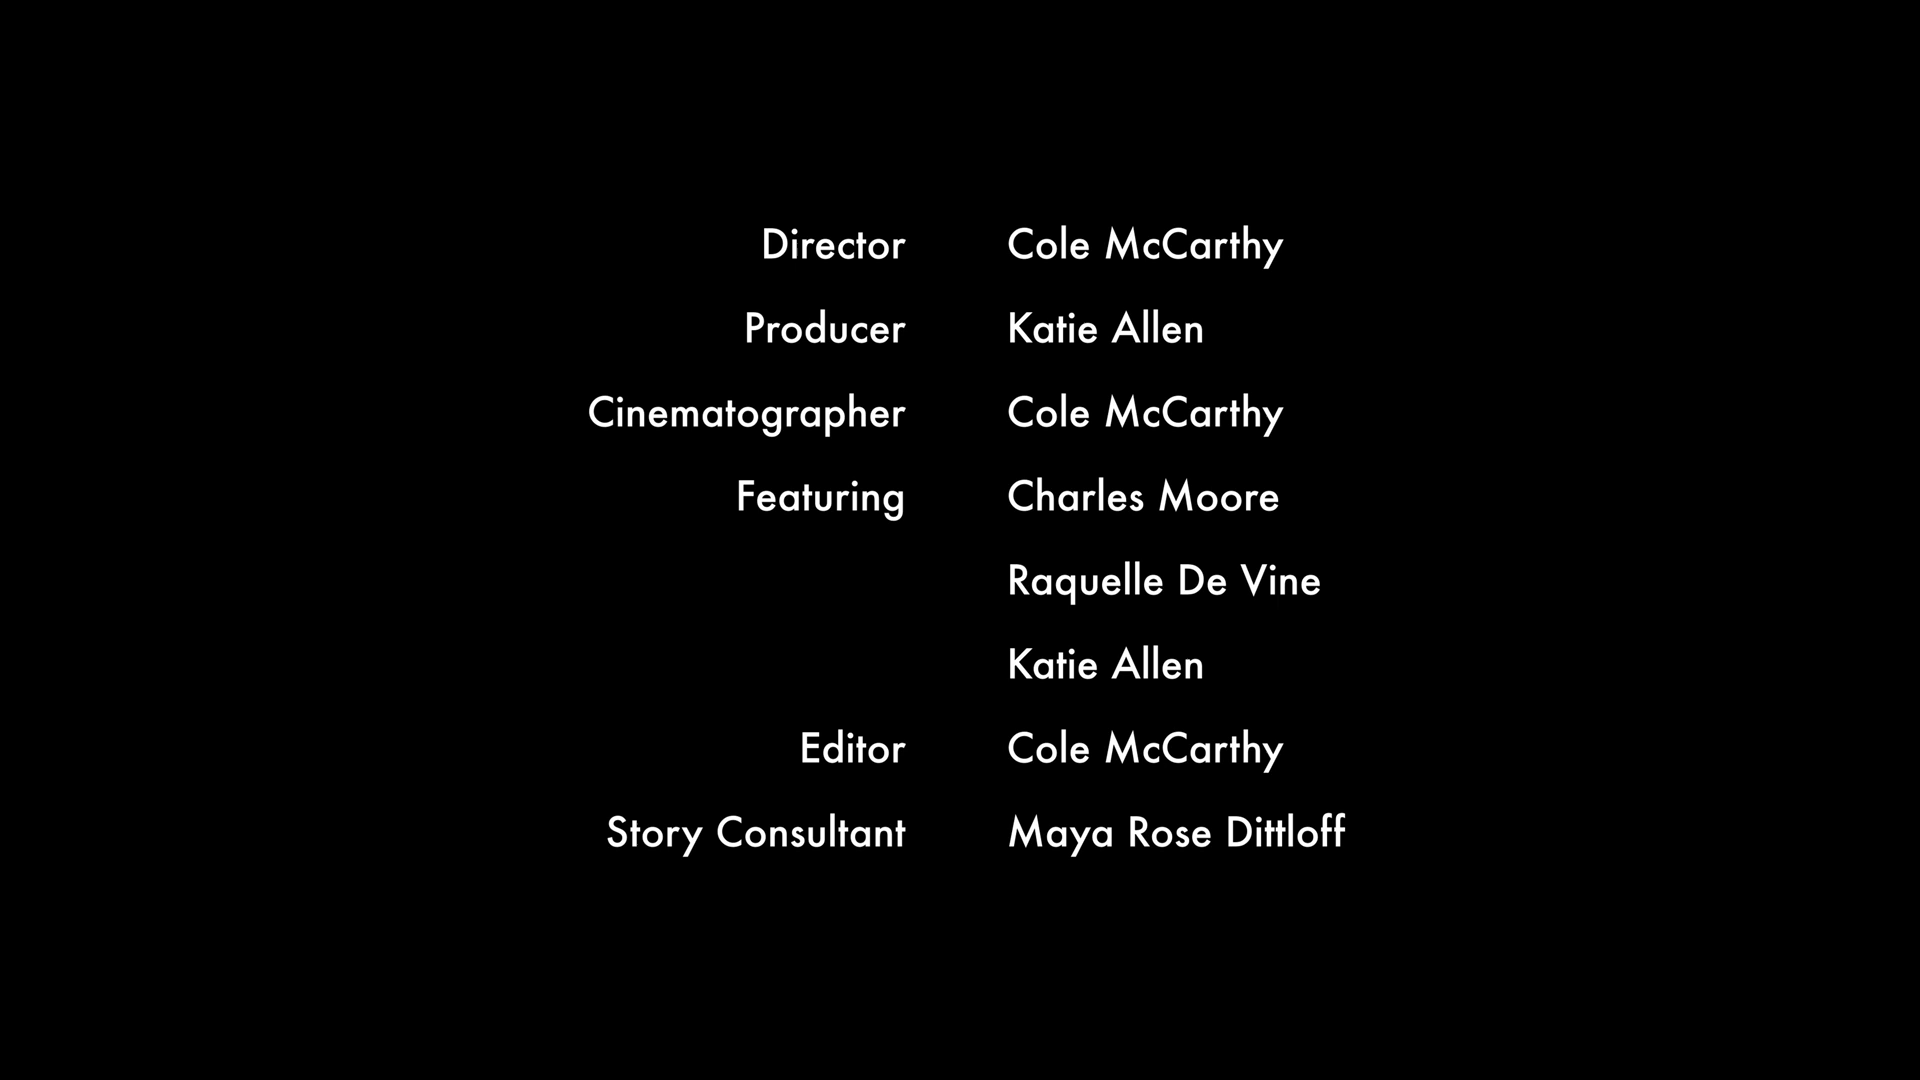 Director Cole McCarthy
Producer Katie Allen
Cinematographer Cole McCarthy
Featuring Charles Moore
Raquelle De Vine
Katie Allen
Editor Cole McCarthy
Story Consultant Maya Rose Dittloff